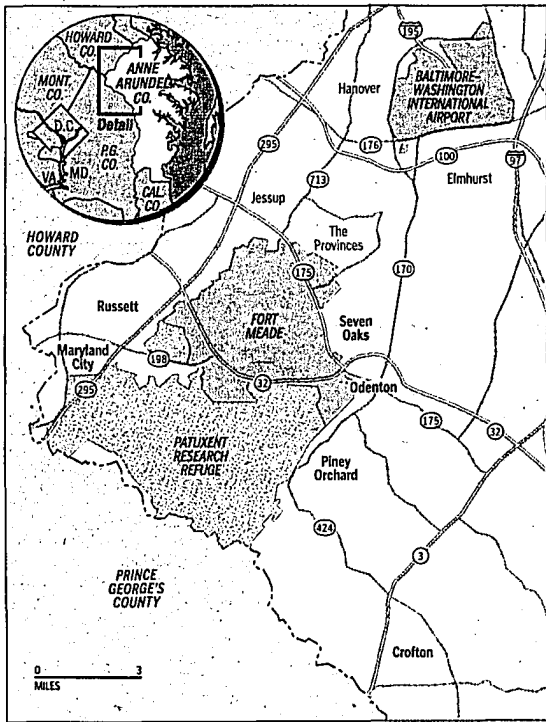 HOWARD
CO.
ANNE
ARUNDEL
CO.
MONT.
CO.
Detail
D.C.
P.G.
CO.
VA.
MD.
CAL.
CO.
195
BALTIMORE-
WASHINGTON
INTERNATIONAL
AIRPORT
Hanover
295
176
100
97
Elmhurst
713
Jessup
The
Provinces
HOWARD
COUNTY
175
170
Russett
FORT
MEADE
Seven
Oaks
Maryland
City
198
32
Odenton
295
175
32
PATUXENT
RESEARCH
REFUGE
Piney
Orchard
424
3
PRINCE
GEORGE'S
COUNTY
Crofton
0 3
MILES